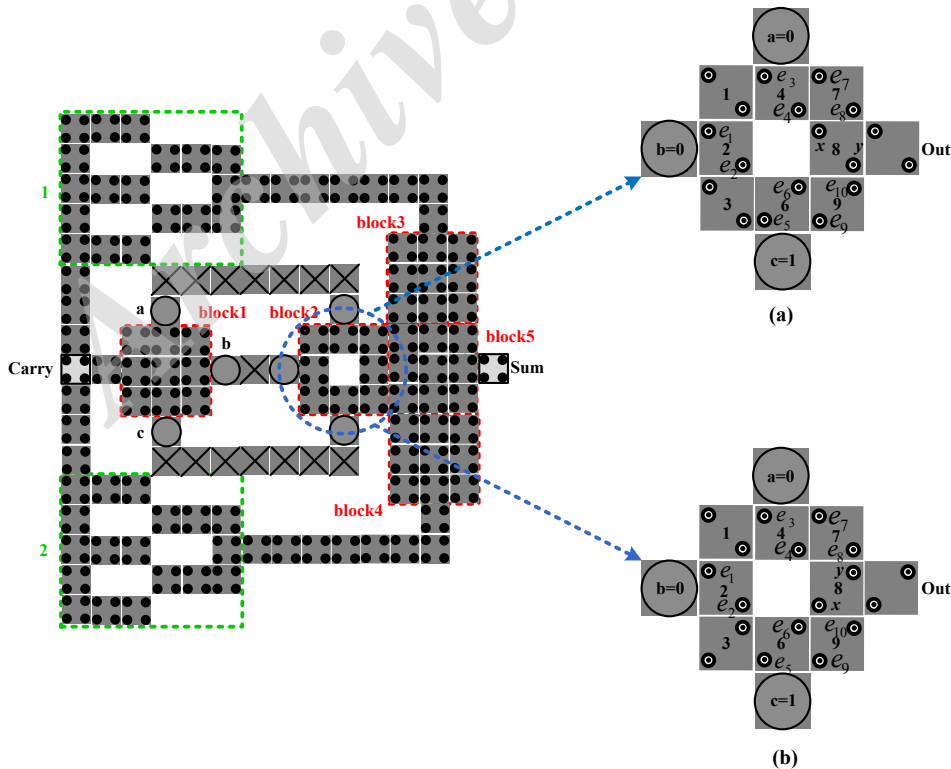 Archive
1
block3
a
block1
block2
b
block5
Carry
Sum
c
block4
2
a=0
1
e3
4
e4
e7
7
e8
b=0
e1
2
e2
x
8
y
Out
3
e6
6
e5
e10
9
e9
c=1
(a)
a=0
1
e3
4
e4
e7
7
e8
b=0
e1
2
e2
y
8
x
Out
3
e6
6
e5
e10
9
e9
c=1
(b)